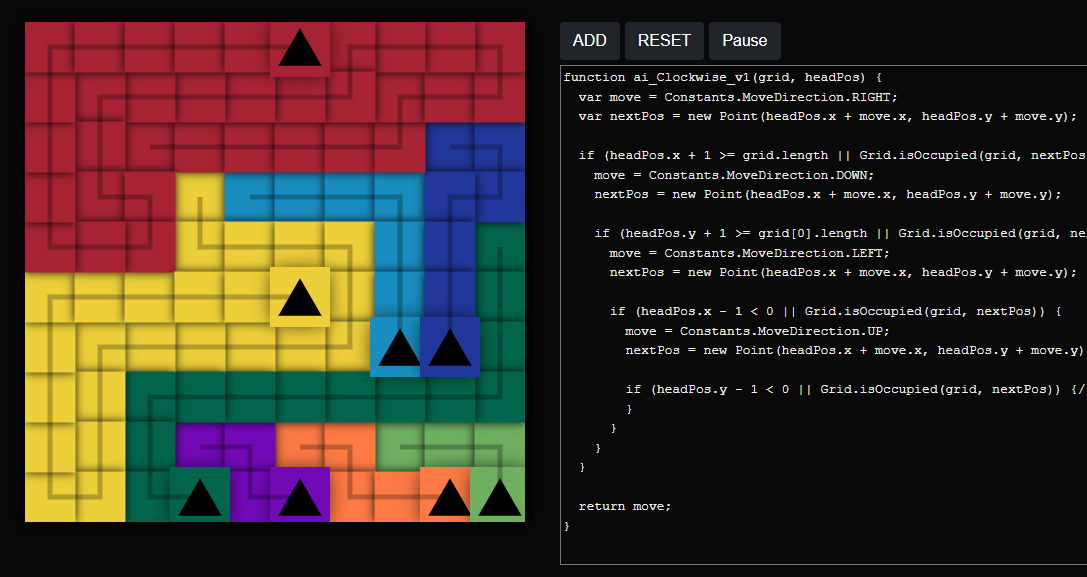 ADD RESET Pause
function ai_Clockwise_v1(grid, headPos) {
var move = Constants.MoveDirection.RIGHT;
var nextPos = new Point(headPos.x + move.x, headPos.y + move.y);
if (headPos.x + 1 >= grid.length || Grid.isOccupied(grid, nextPos
move = Constants.MoveDirection.DOWN;
nextPos = new Point(headPos.x + move.x, headPos.y + move.y);
if (headPos.y + 1 >= grid[0].length || Grid.isOccupied(grid, ne
move = Constants.MoveDirection.LEFT;
nextPos = new Point(headPos.x + move.x, headPos.y + move.y);
if (headPos.x - 1 < 0 || Grid.isOccupied(grid, nextPos)) {
move = Constants.MoveDirection.UP;
nextPos = new Point(headPos.x + move.x, headPos.y + move.y)
if (headPos.y - 1 < 0 || Grid.isOccupied(grid, nextPos)) {/
}
}
}
}
return move;
}